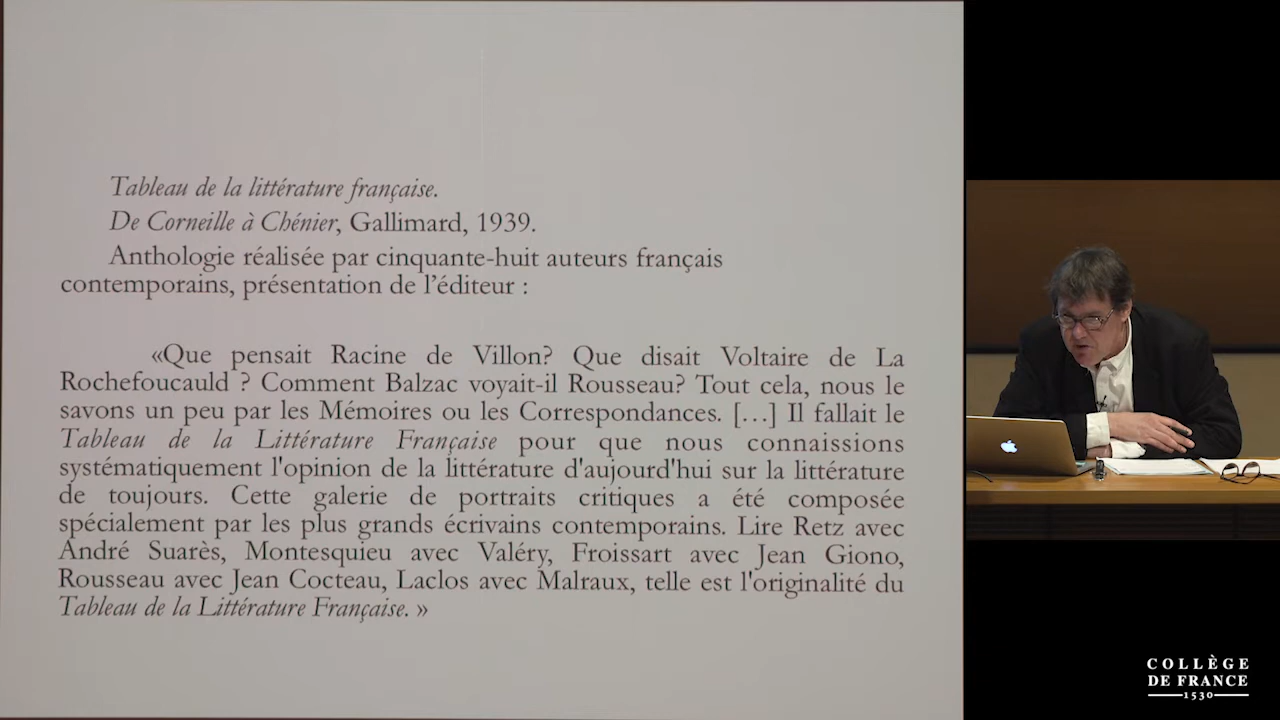 Tableau de la littérature française.
De Corneille à Chénier, Gallimard, 1939.
Anthologie réalisée par cinquante-huit auteurs français
contemporains, présentation de l’éditeur :
«Que pensait Racine de Villon? Que disait Voltaire de La
Rochefoucauld ? Comment Balzac voyait-il Rousseau? Tout cela, nous le
savons un peu par les Mémoires ou les Correspondances. […] Il fallait le
Tableau de la Littérature Française pour que nous connaissions
systématiquement l'opinion de la littérature d'aujourd'hui sur la littérature
de toujours. Cette galerie de portraits critiques a été composée
spécialement par les plus grands écrivains contemporains. Lire Retz avec
André Suarès, Montesquieu avec Valéry, Froissart avec Jean Giono,
Rousseau avec Jean Cocteau, Laclos avec Malraux, telle est l'originalité du
Tableau de la Littérature Française. »
COLLÈGE
DE FRANCE
1530